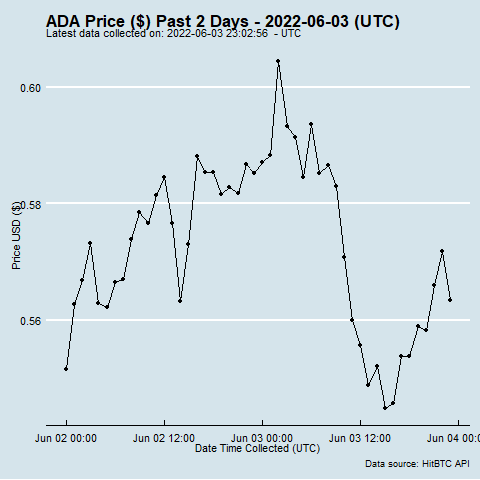 ADA Price ($) Past 2 Days - 2022-06-03 (UTC)
Latest data collected on: 2022-06-03 23:02:56 - UTC
0.60
0.58
0.56
Price USD ($)
Jun 02 00:00 Jun 02 12:00 Jun 03 00:00 Jun 03 12:00 Jun 04 00:
Date Time Collected (UTC)
Data source: HitBTC API